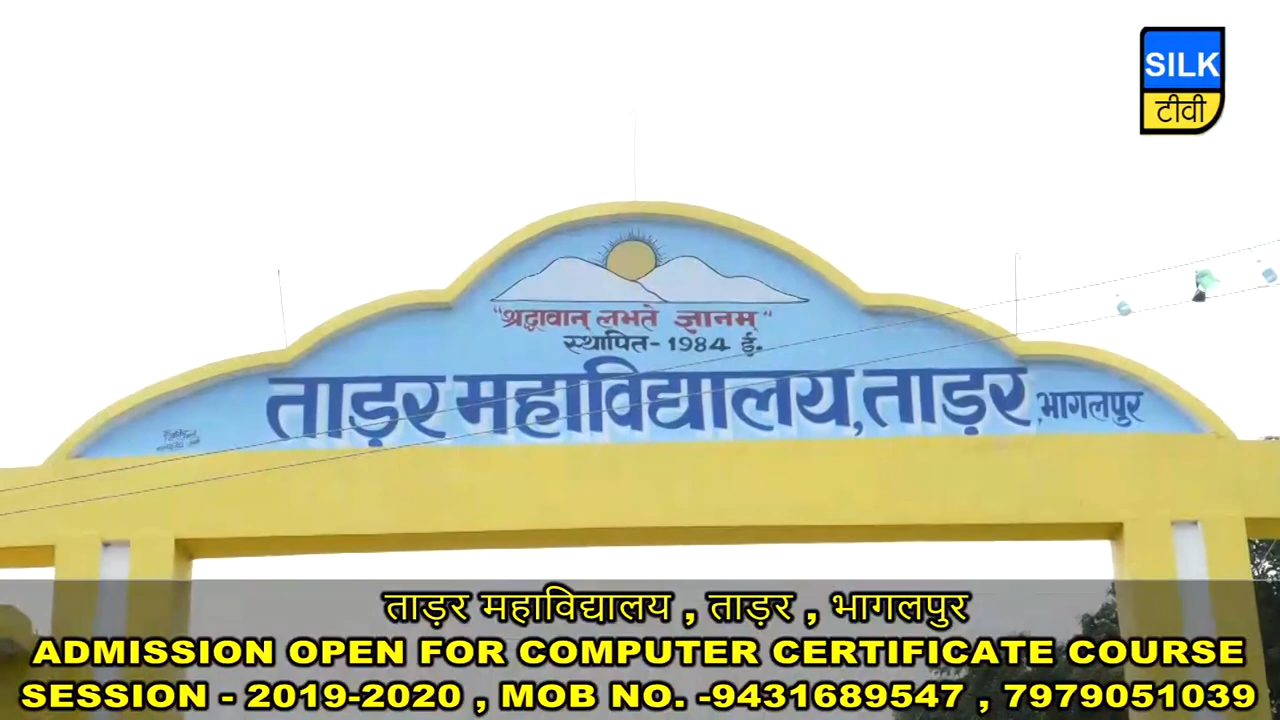 SILK
टीवी
"श्रद्धावान् लभते ज्ञानम्"
स्थापित- 1984 ई.
ताड़र महाविद्यालय, ताड़र, भागलपुर
ताड़र महाविद्यालय , ताड़र , भागलपुर
ADMISSION OPEN FOR COMPUTER CERTIFICATE COURSE
SESSION - 2019-2020 , MOB NO. -9431689547 , 7979051039